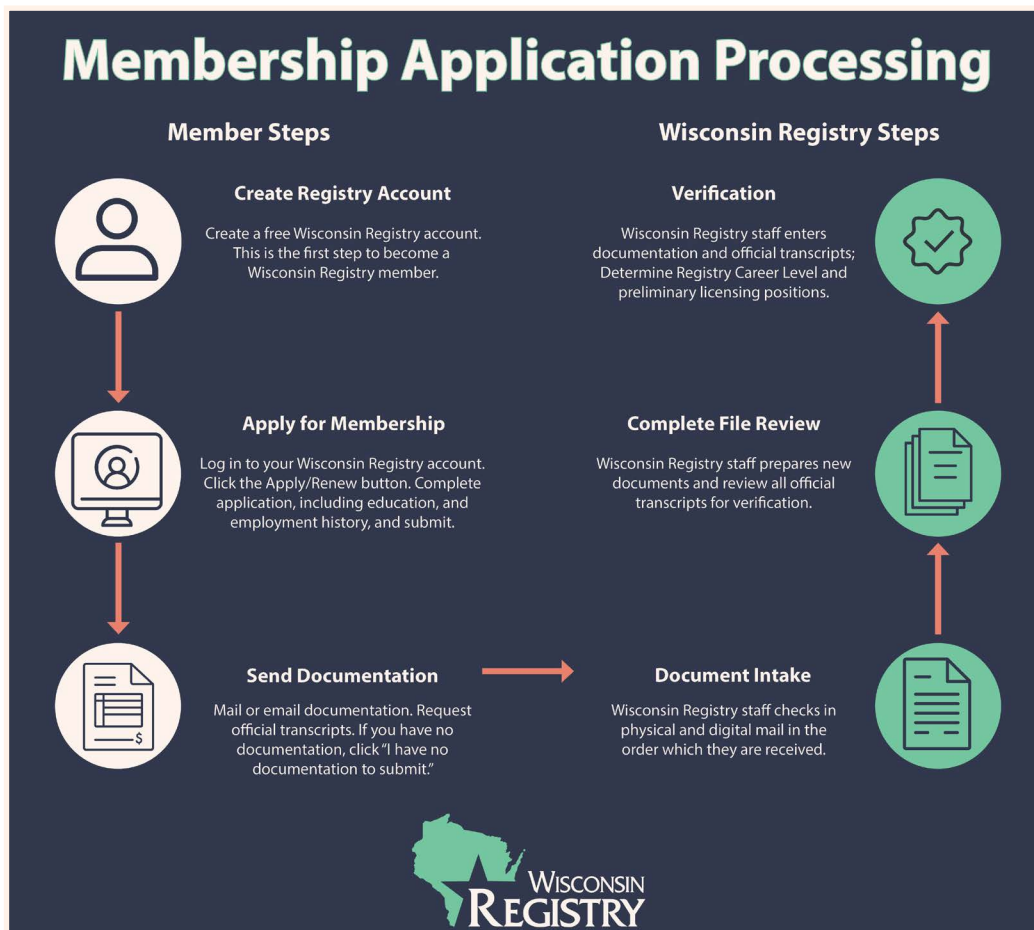 Membership Application Processing
Member Steps
Create Registry Account
Create a free Wisconsin Registry account.
This is the first step to become a
Wisconsin Registry member.
Apply for Membership
Log in to your Wisconsin Registry account.
Click the Apply/Renew button. Complete
application, including education, and
employment history, and submit.
Send Documentation
Mail or email documentation. Request
official transcripts. If you have no
documentation, click “I have no
documentation to submit.”
$
Wisconsin Registry Steps
Document Intake
Wisconsin Registry staff checks in
physical and digital mail in the
order which they are received.
Complete File Review
Wisconsin Registry staff prepares new
documents and review all official
transcripts for verification.
Verification
Wisconsin Registry staff enters
documentation and official transcripts;
Determine Registry Career Level and
preliminary licensing positions.
WISCONSIN
REGISTRY